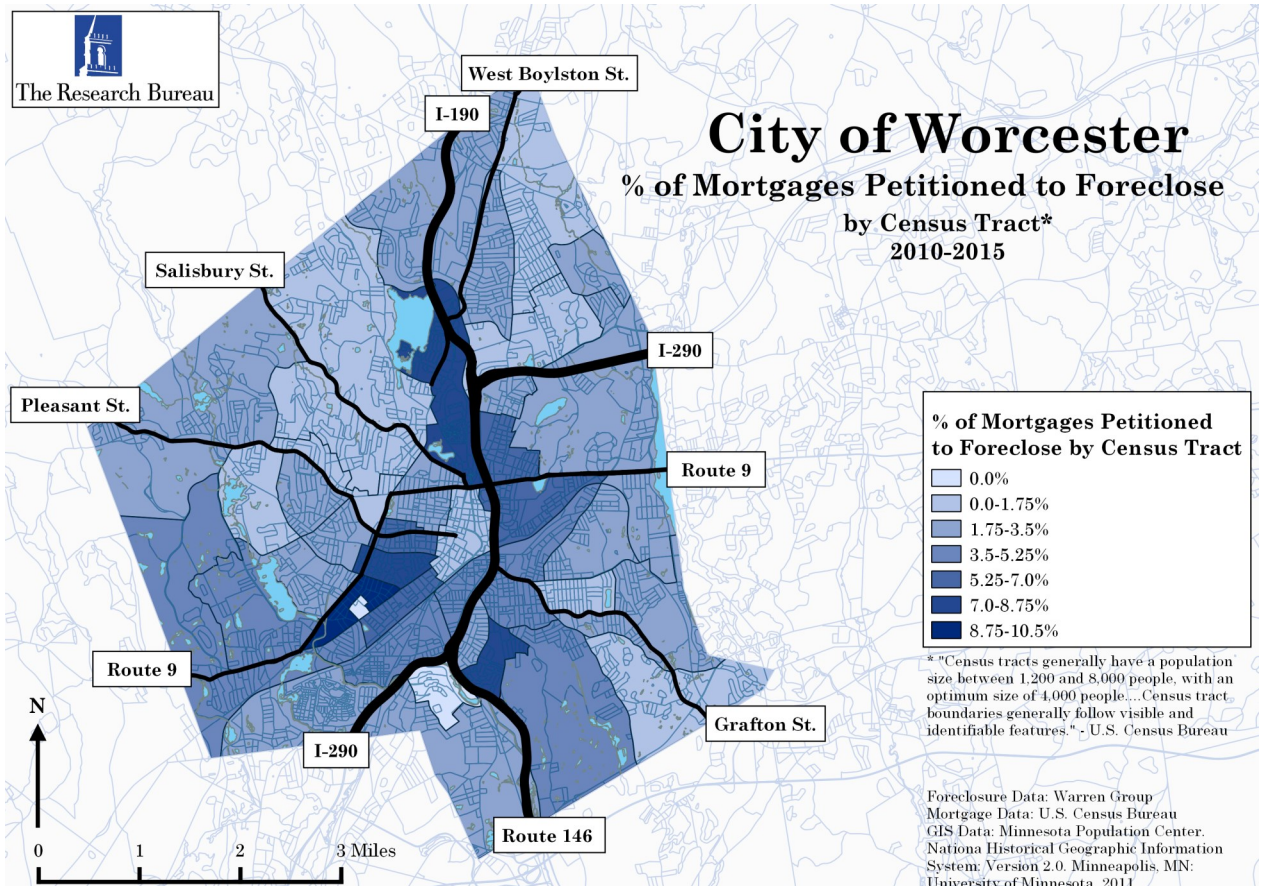 The Research Bureau
West Boylston St.
I-190
City of Worcester
% of Mortgages Petitioned to Foreclose
by Census Tract*
2010-2015
Salisbury St.
I-290
Pleasant St.
Route 9
% of Mortgages Petitioned
to Foreclose by Census Tract
0.0%
0.0-1.75%
1.75-3.5%
3.5-5.25%
5.25-7.0%
7.0-8.75%
8.75-10.5%
Route 9
* "Census tracts generally have a population
size between 1,200 and 8,000 people, with an
optimum size of 4,000 people....Census tract
boundaries generally follow visible and
identifiable features." - U.S. Census Bureau
Grafton St.
N
I-290
Route 146
0 1 2 3 Miles
Foreclosure Data: Warren Group
Mortgage Data: U.S. Census Bureau
GIS Data: Minnesota Population Center.
Nationa Historical Geographic Information
System: Version 2.0. Minneapolis, MN:
University of Minnesota, 2011